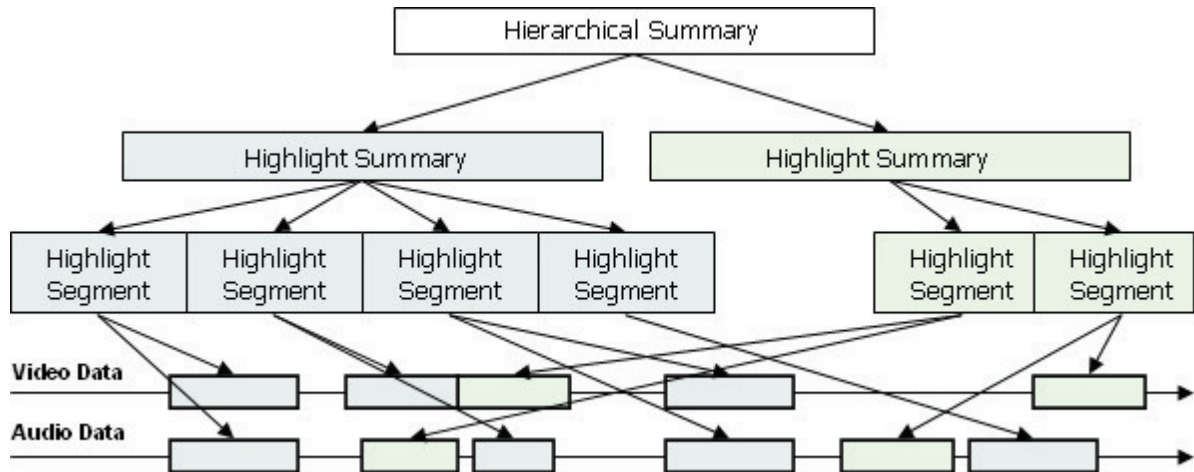 Hierarchical Summary
Highlight Summary
Highlight Summary
Highlight
Segment
Highlight
Segment
Highlight
Segment
Highlight
Segment
Highlight
Segment
Highlight
Segment
Video Data
Audio Data